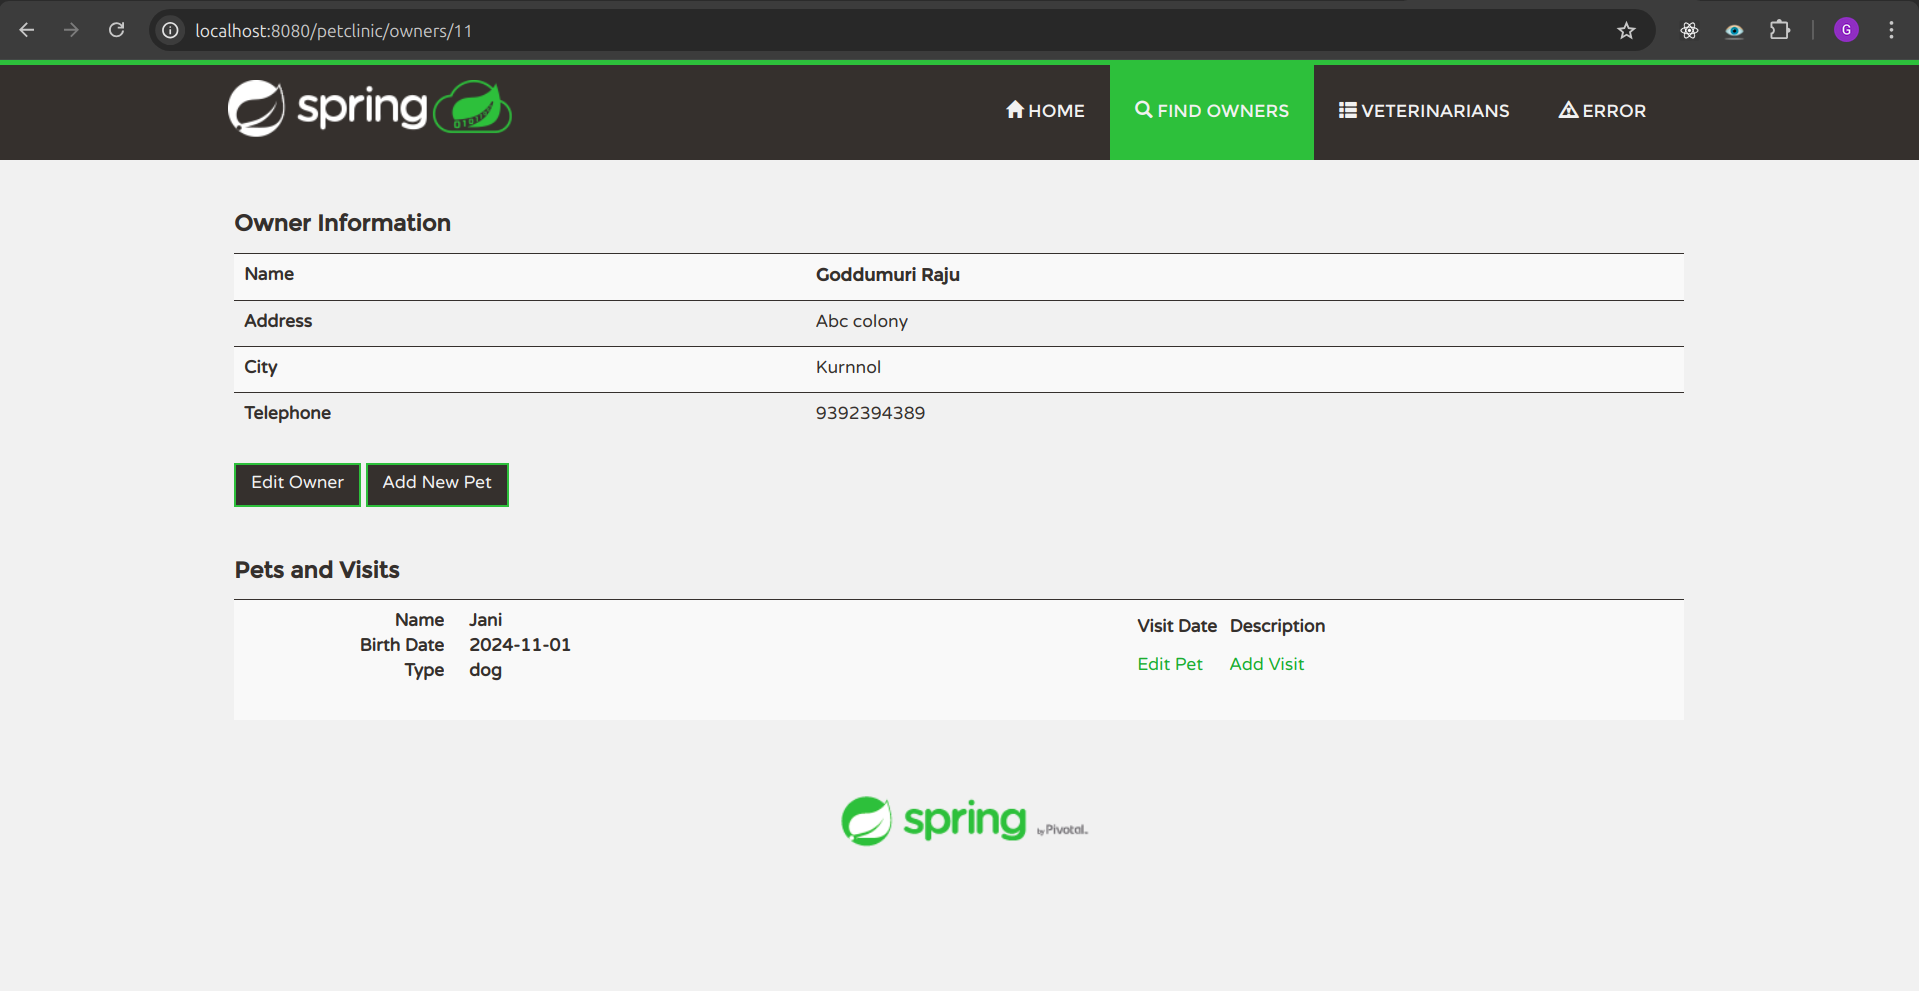 localhost:8080/petclinic/owners/11
G
spring
HOME
FIND OWNERS
VETERINARIANS
ERROR
Owner Information
Name Goddumuri Raju
Address Abc colony
City Kurnnol
Telephone 9392394389
Edit Owner Add New Pet
Pets and Visits
Name Jani
Birth Date 2024-11-01
Type dog
Visit Date Description
Edit Pet Add Visit
spring by Pivotal.